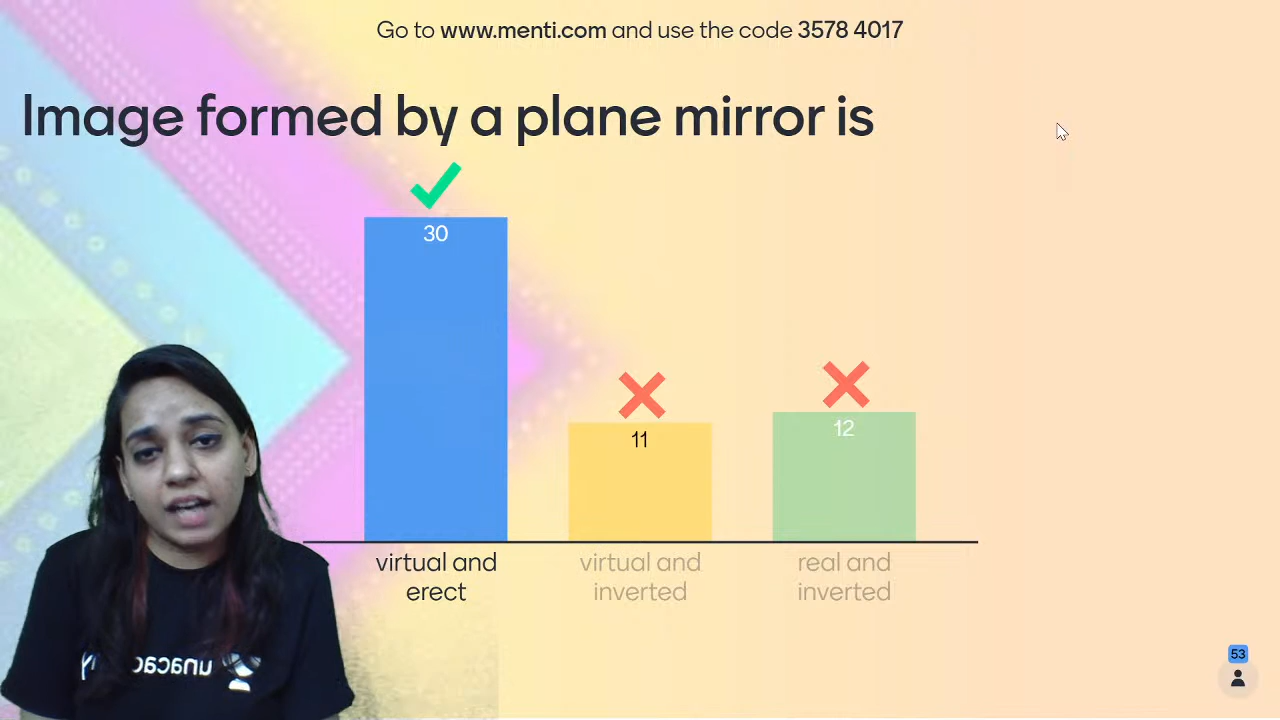 Go to www.menti.com and use the code 3578 4017
Image formed by a plane mirror is
30
11
12
virtual and
erect
virtual and
inverted
real and
inverted
53